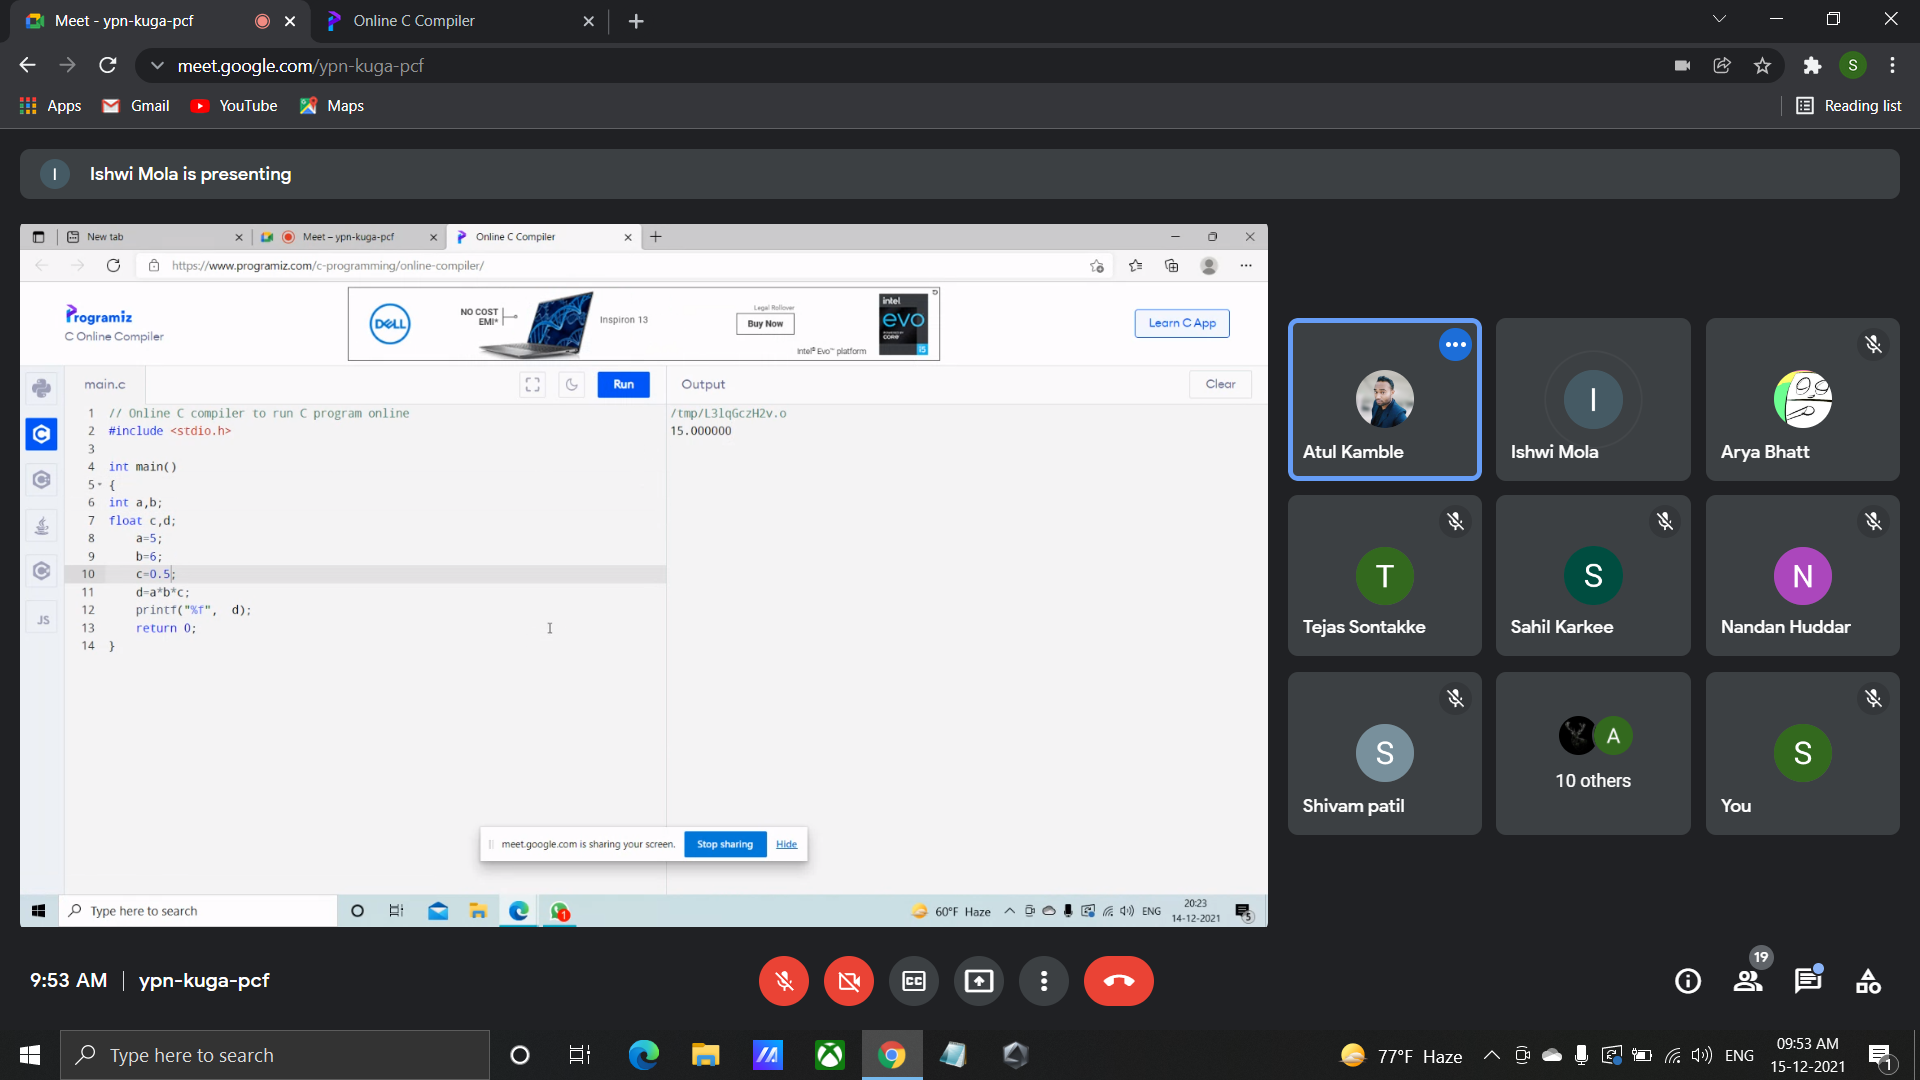 Meet - ypn-kuga-pcf
Online C Compiler
meet.google.com/ypn-kuga-pcf
S
Apps
Gmail
YouTube
Maps
Reading list
I
Ishwi Mola is presenting
New tab
Meet – ypn-kuga-pcf
Online C Compiler
https://www.programiz.com/c-programming/online-compiler/
Programiz
C Online Compiler
DELL
NO COST
EMI*
Inspiron 13
Legal Rollover
Buy Now
Intel® Evo™ platform
intel
evo
i5
Learn C App
main.c
Run
Output
Clear
1 // Online C compiler to run C program online
2 #include <stdio.h>
3
4 int main()
5 {
6 int a,b;
7 float c,d;
8 a=5;
9 b=6;
10 c=0.5;
11 d=a*b*c;
12 printf("%f", d);
13 return 0;
14 }
JS
/tmp/L3lqGczH2v.o
15.000000
meet.google.com is sharing your screen.
Stop sharing
Hide
Type here to search
1
60°F Haze
ENG
20:23
14-12-2021
5
Atul Kamble
I
Ishwi Mola
Arya Bhatt
T
Tejas Sontakke
S
Sahil Karkee
N
Nandan Huddar
S
Shivam patil
A
10 others
S
You
9:53 AM
ypn-kuga-pcf
CC
19
Type here to search
77°F Haze
ENG
09:53 AM
15-12-2021
1